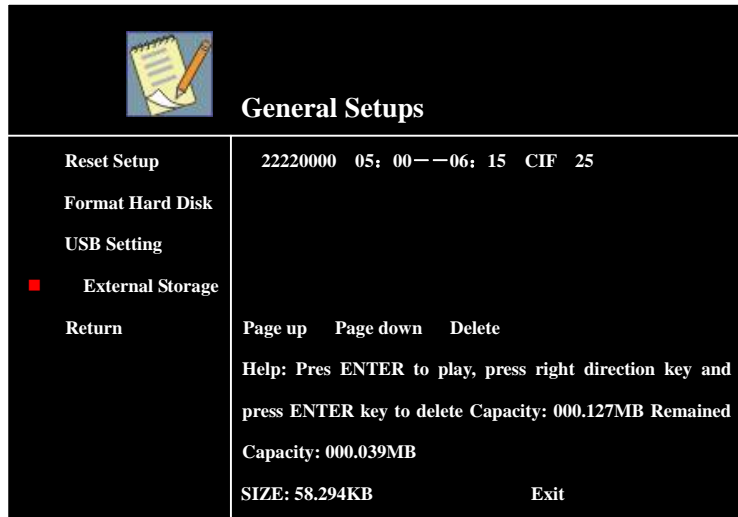 General Setups
Reset Setup
22220000 05：00－－06：15 CIF 25
Format Hard Disk
USB Setting
External Storage
Return
Page up Page down Delete
Help: Pres ENTER to play, press right direction key and
press ENTER key to delete Capacity: 000.127MB Remained
Capacity: 000.039MB
SIZE: 58.294KB Exit